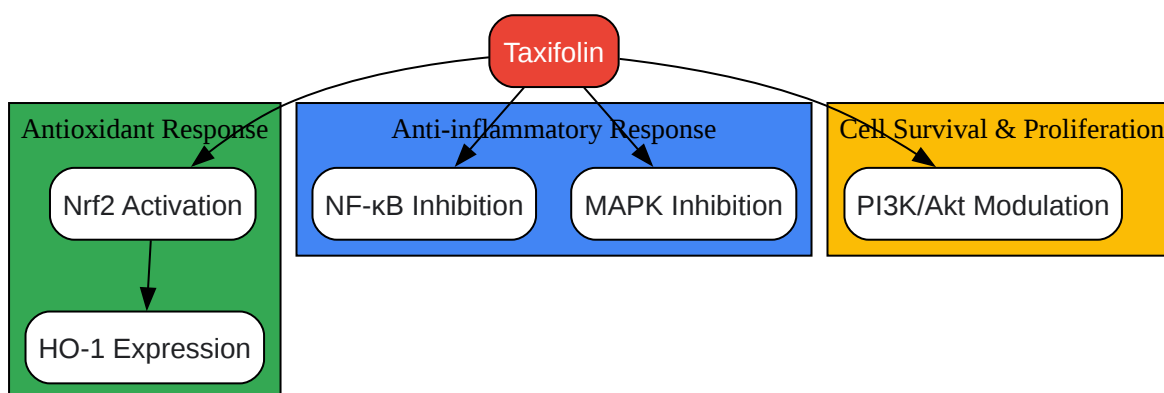 Taxifolin
Antioxidant Response
Anti-inflammatory Response
Cell Survival & Proliferation
Nrf2 Activation
NF-κB Inhibition
MAPK Inhibition
PI3K/Akt Modulation
HO-1 Expression